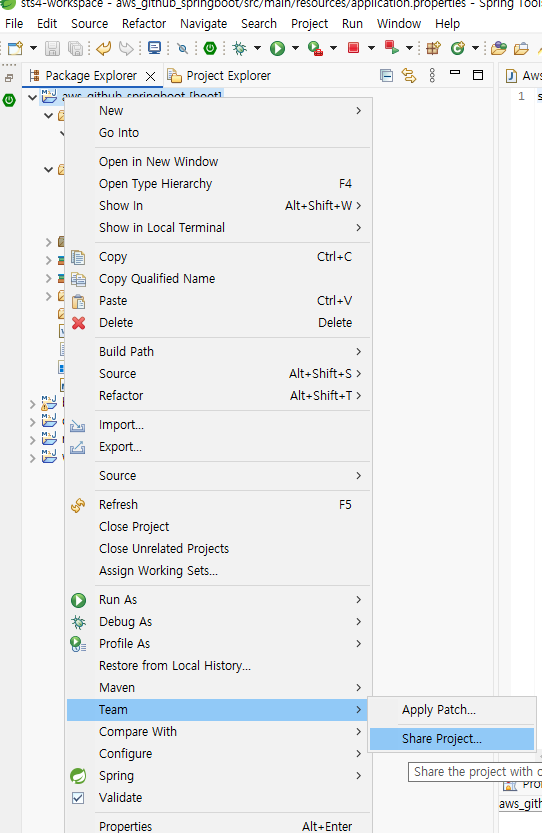 sts4-workspace - aws_github_springboot/src/main/resources/application.properties - Spring Tools
File Edit Source Refactor Navigate Search Project Run Window Help
Package Explorer Project Explorer
Aws
aws_github_springboot [boot]
1 s
New
Go Into
Open in New Window
Open Type Hierarchy F4
Show In Alt+Shift+W
Show in Local Terminal
Copy Ctrl+C
Copy Qualified Name
Paste Ctrl+V
Delete Delete
Build Path
Source Alt+Shift+S
Refactor Alt+Shift+T
Import...
Export...
Source
Refresh F5
Close Project
Close Unrelated Projects
Assign Working Sets...
Run As
Debug As
Profile As
Restore from Local History...
Maven
Team
Apply Patch...
Compare With
Share Project...
Configure
Share the project with
Spring
Validate
aws_gith
Properties Alt+Enter